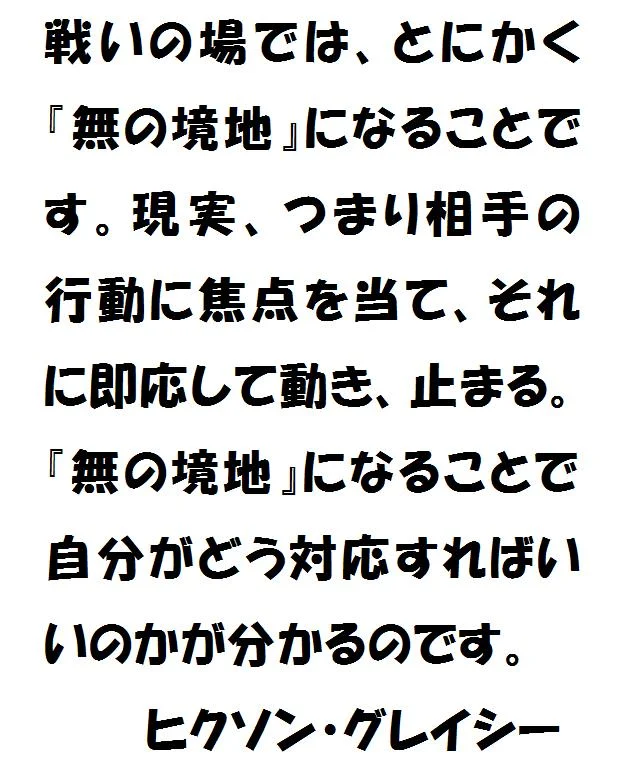 戦いの場では、とにかく
『無の境地』になることで
す。現実、つまり相手の
行動に焦点を当て、それ
に即応して動き、止まる。
『無の境地』になることで
自分がどう対応すればい
いのかが分かるのです。
ヒクソン・グレイシー